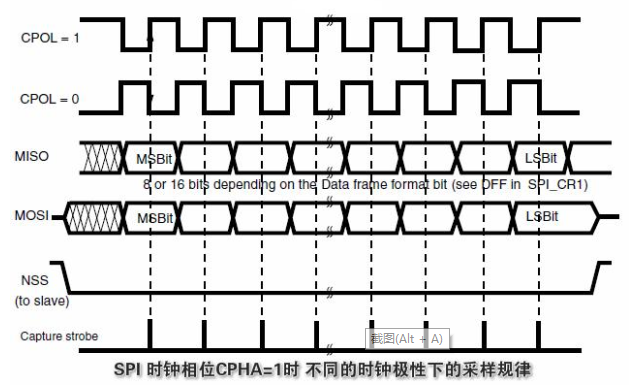 CPOL = 1
CPOL = 0
MISO
MSBit
LSBit
8 or 16 bits depending on the Data frame format bit (see DFF in SPI_CR1)
MOSI
MSBit
LSBit
NSS
(to slave)
Capture strobe
截图(Alt + A)
SPI 时钟相位CPHA=1时 不同的时钟极性下的采样规律